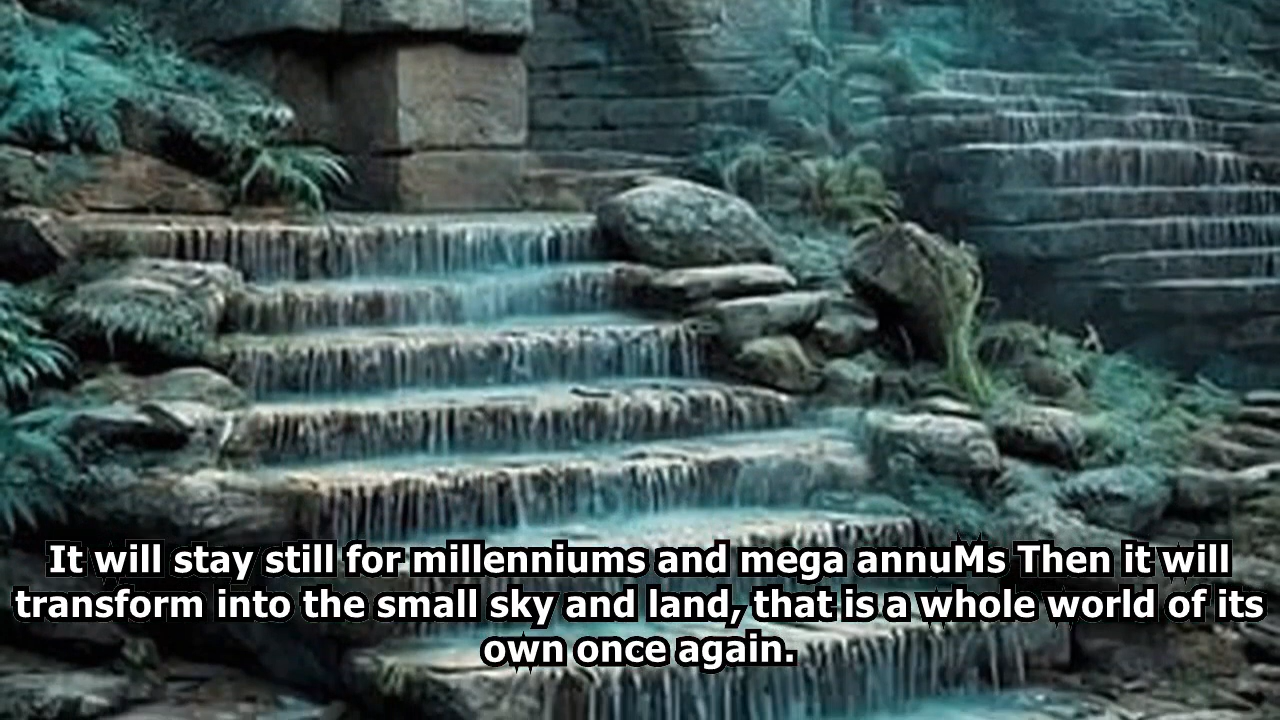 It will stay still for millenniums and mega annuMs Then it will
transform into the small sky and land, that is a whole world of its
own once again.